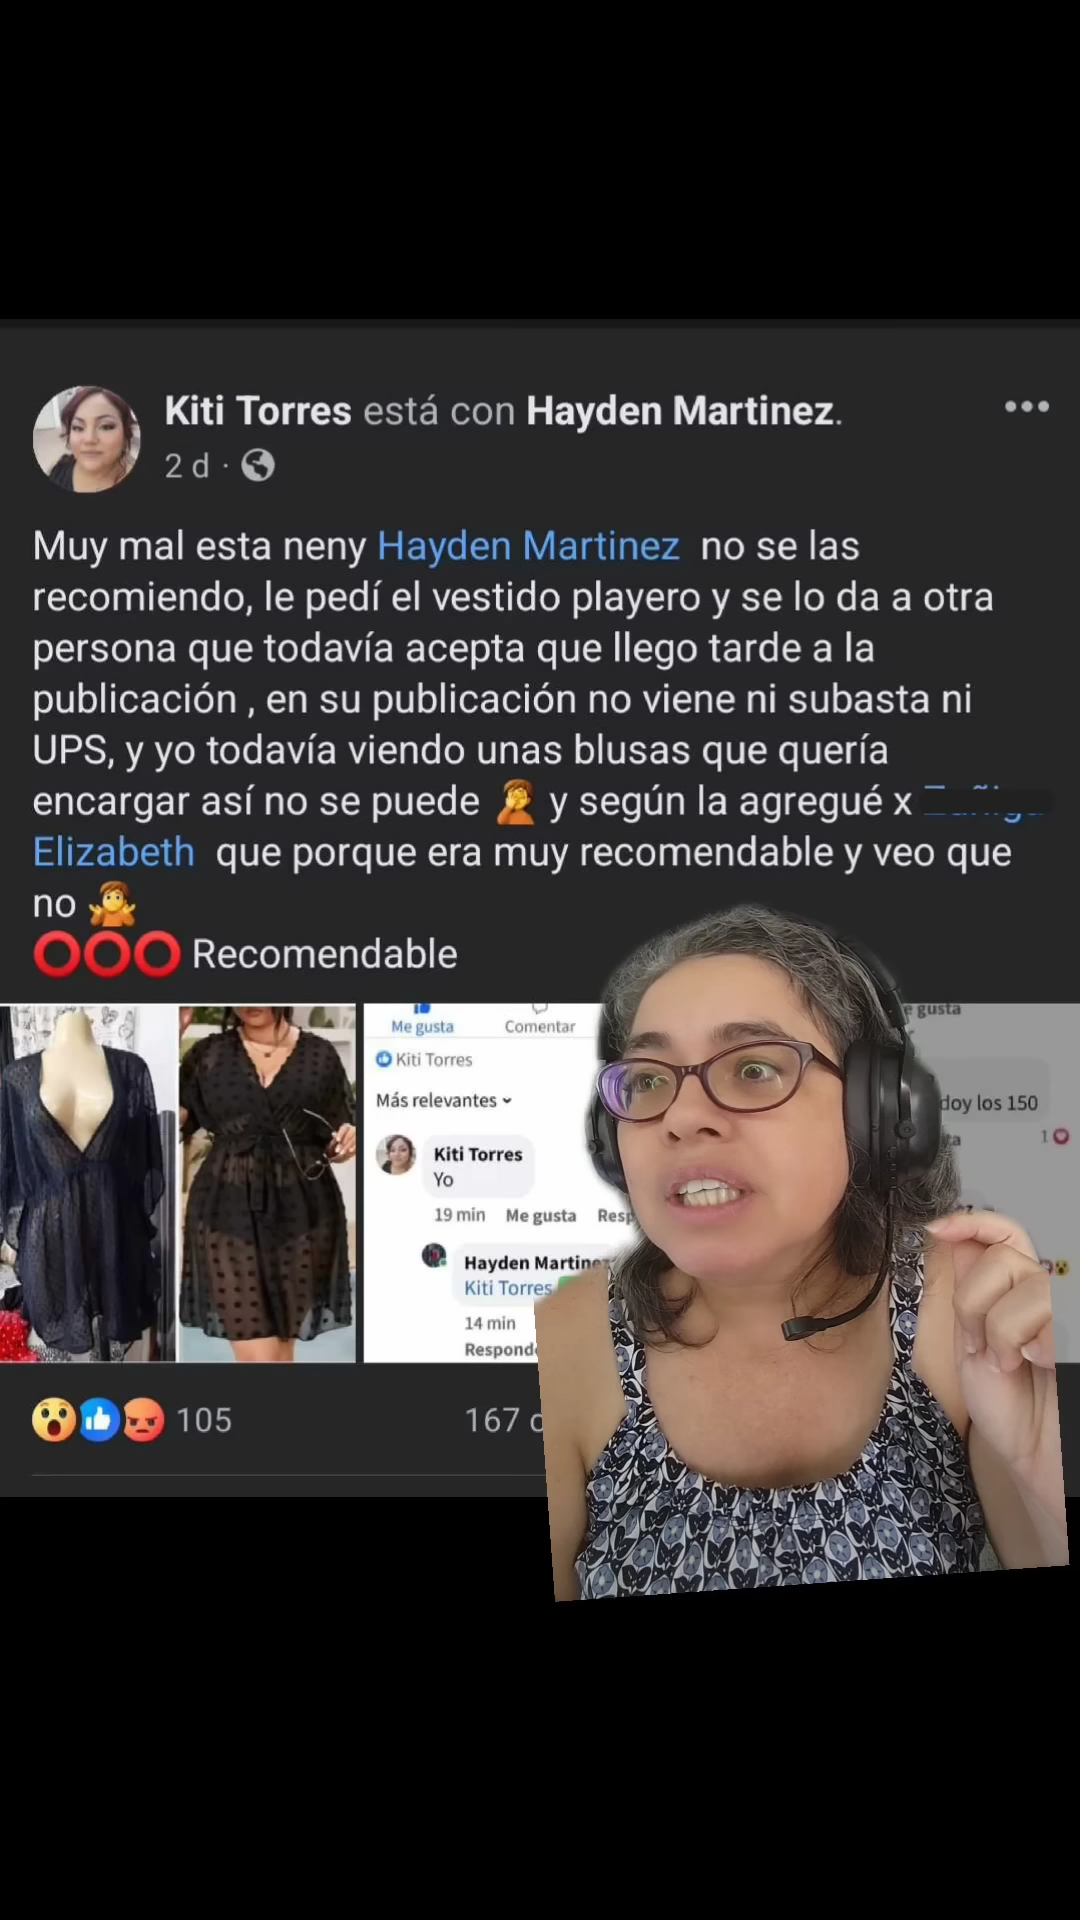 Kiti Torres está con Hayden Martinez.
2 d ·
Muy mal esta neny Hayden Martinez no se las
recomiendo, le pedí el vestido playero y se lo da a otra
persona que todavía acepta que llego tarde a la
publicación , en su publicación no viene ni subasta ni
UPS, y yo todavía viendo unas blusas que quería
encargar así no se puede 🤦 y según la agregué x
Elizabeth que porque era muy recomendable y veo que
no 🤷
⭕⭕⭕ Recomendable
Me gusta Comentar
Kiti Torres
Más relevantes
Kiti Torres
Yo
19 min Me gusta
Hayden
Kiti Torres
14 min
e gusta
doy los 150
1
105
167